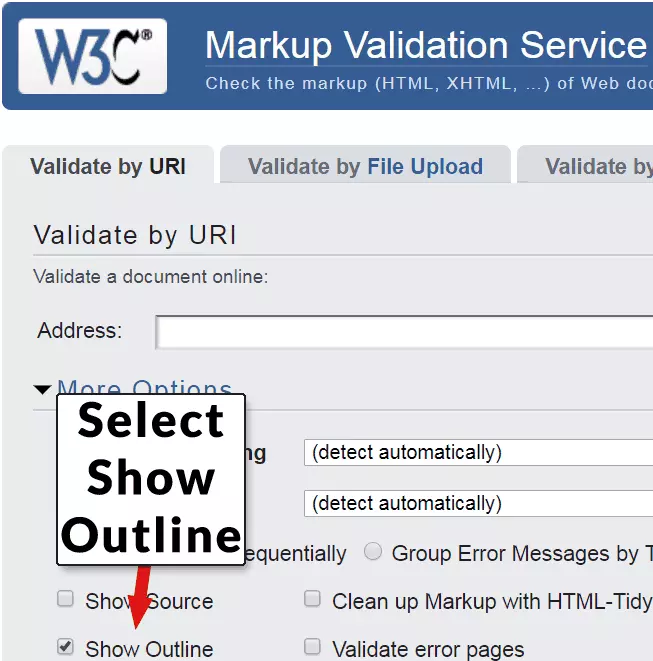 W3C®
Markup Validation Service
Check the markup (HTML, XHTML, …) of Web doc
Validate by URI
Validate by File Upload
Validate by
Validate by URI
Validate a document online:
Address:
More Options
Select
Show
Outline
ng
(detect automatically)
(detect automatically)
equentially
Group Error Messages by T
Show Source
Clean up Markup with HTML-Tidy
Show Outline
Validate error pages